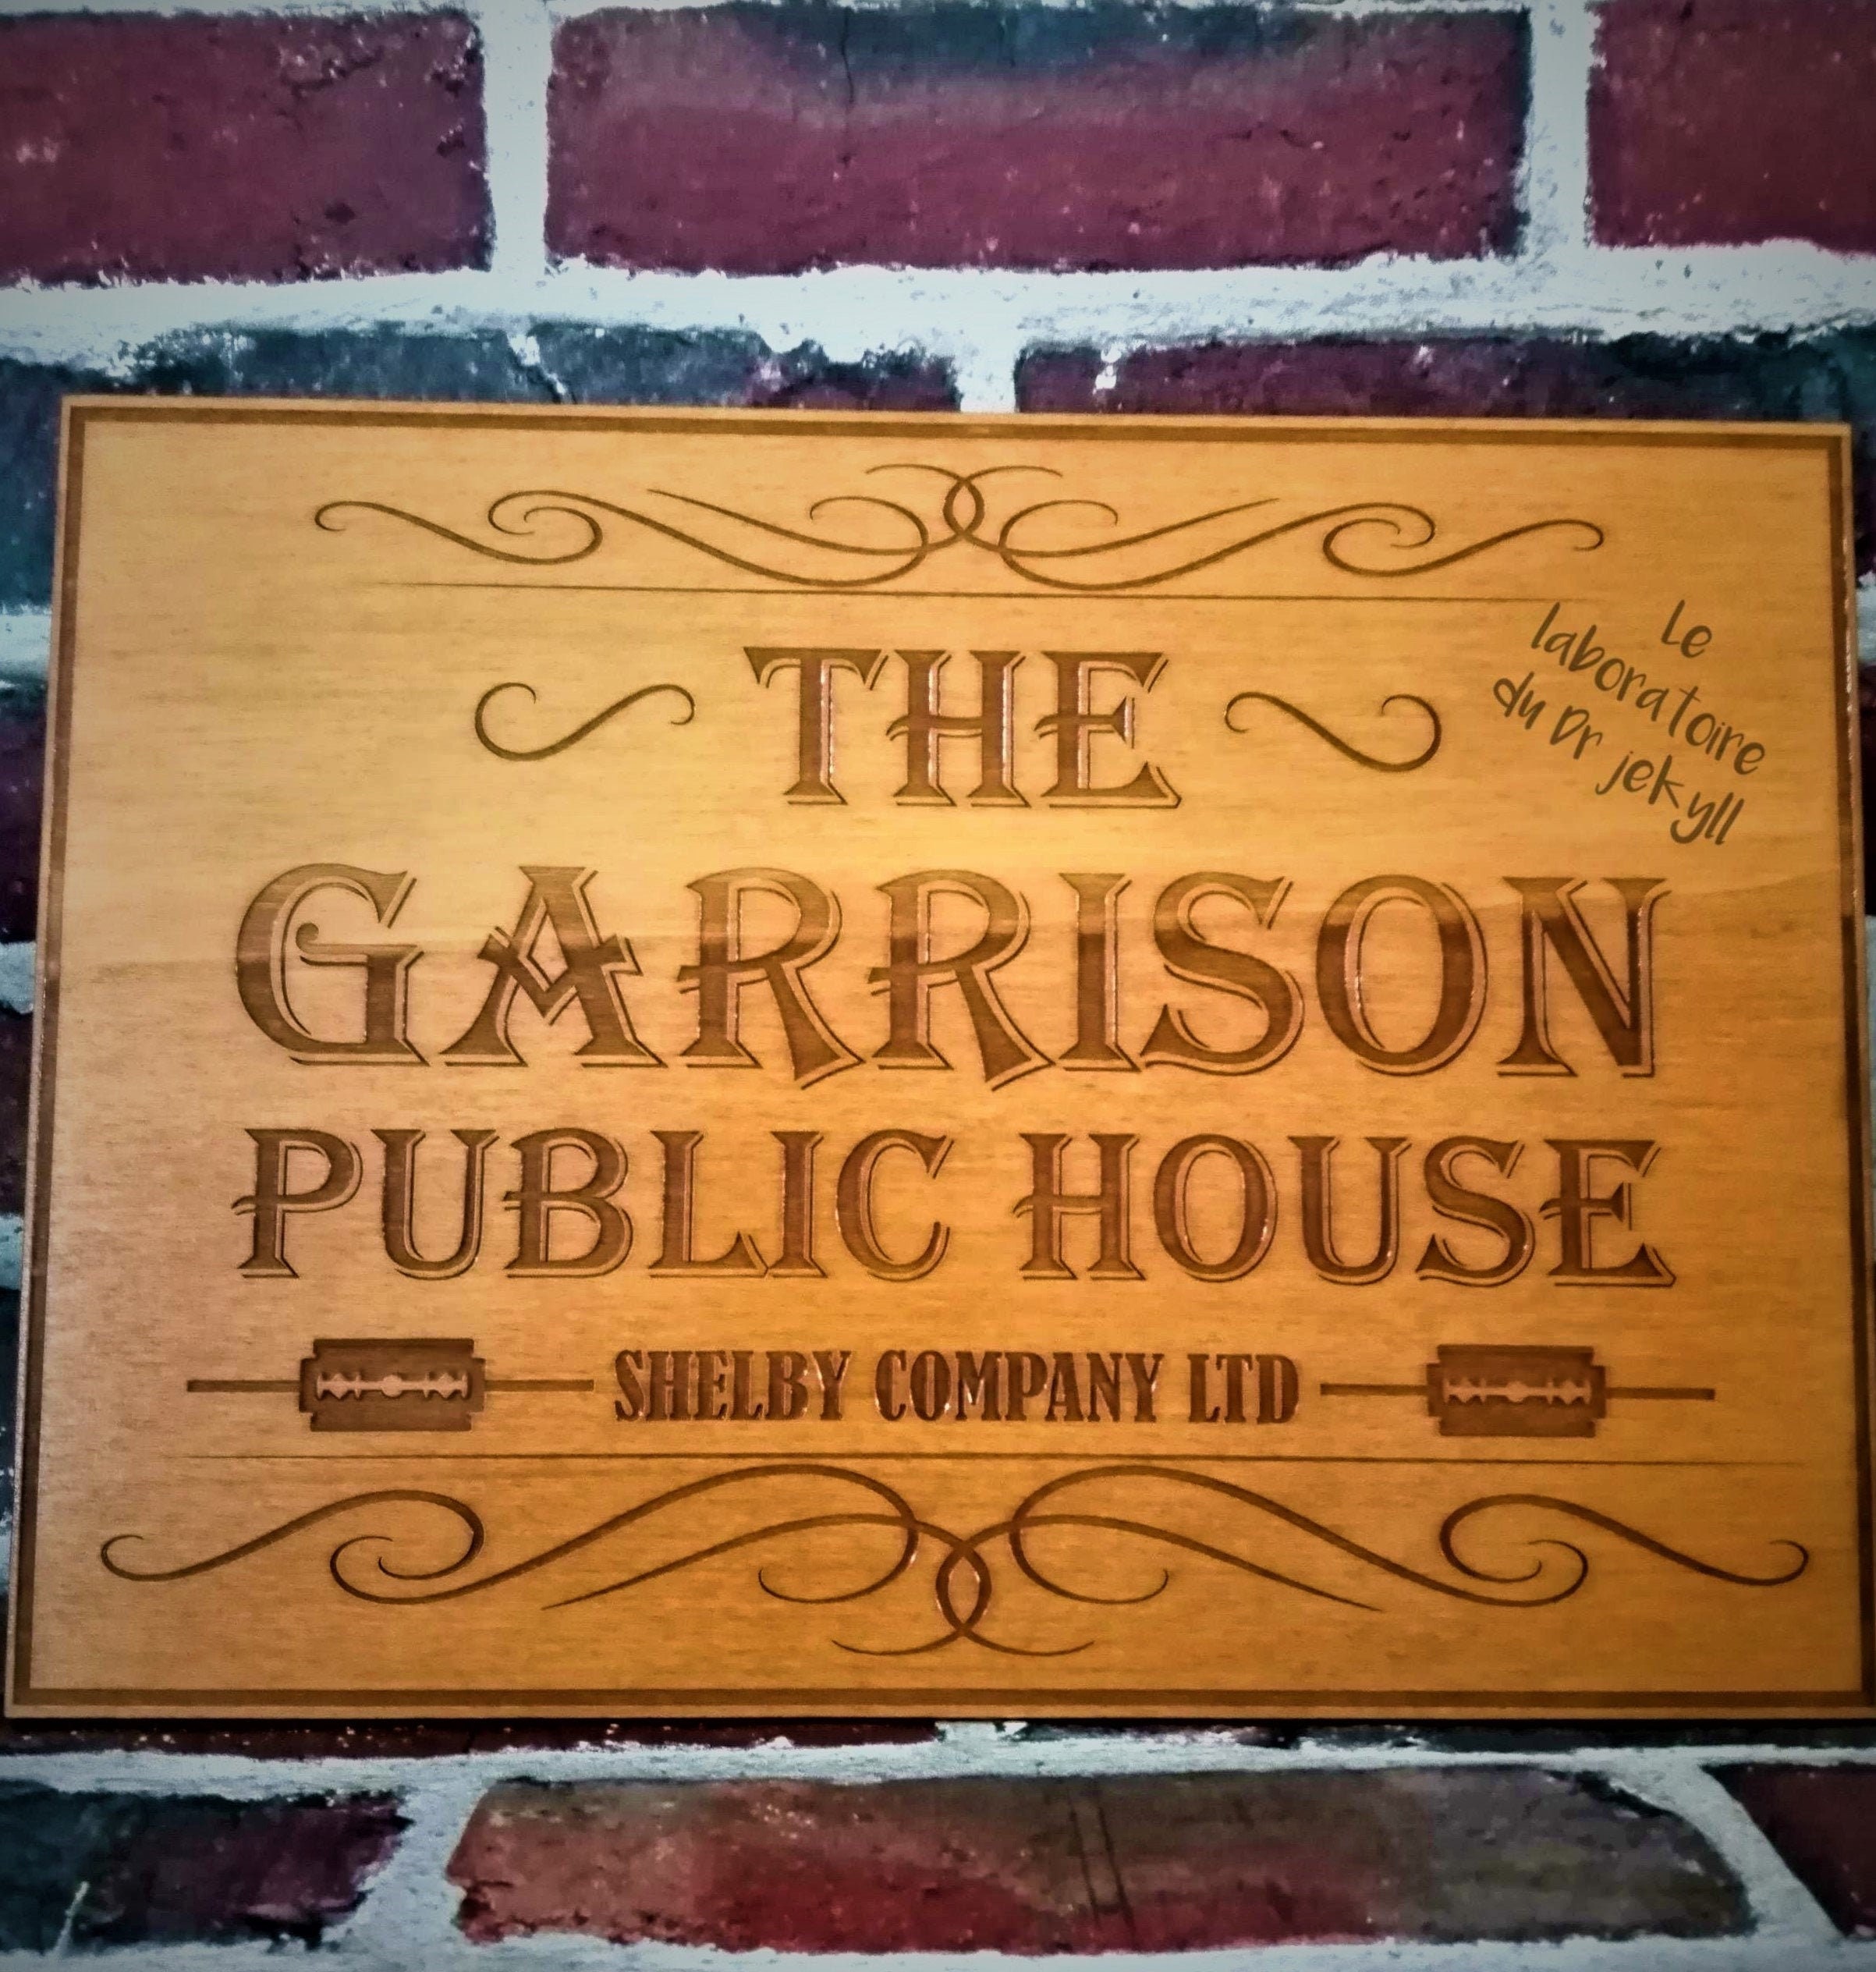 THE
Le
laboratoire
du Dr jekyll
GARRISON
PUBLIC HOUSE
SHELBY COMPANY LTD